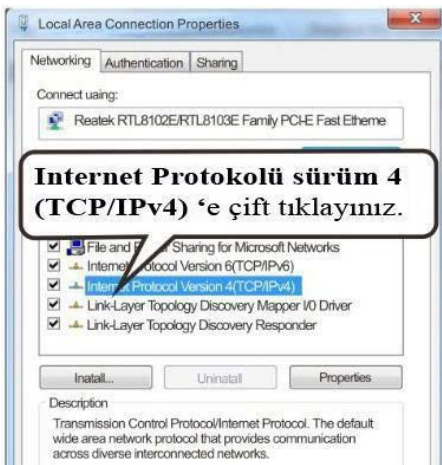 Local Area Connection Properties
Networking Authentication Sharing
Connect uaing:
Reatek RTL8102E/RTL8103E Family PCI-E Fast Etheme
Internet Protokolü sürüm 4
(TCP/IPv4) ‘e çift tıklayınız.
File and Sharing for Microsoft Networks
Internet Version 6(TCP/IPv6)
Internet Protocol Version 4(TCP/IPv4)
Link-Layer Topology Discovery Mapper I/0 Driver
Link-Layer Topology Discovery Responder
Inatall... Uninatall Properties
Description
Transmission Control Protocol/Internet Protocol. The default
wide area network protocol that provides communication
across diverse interconnected networks.